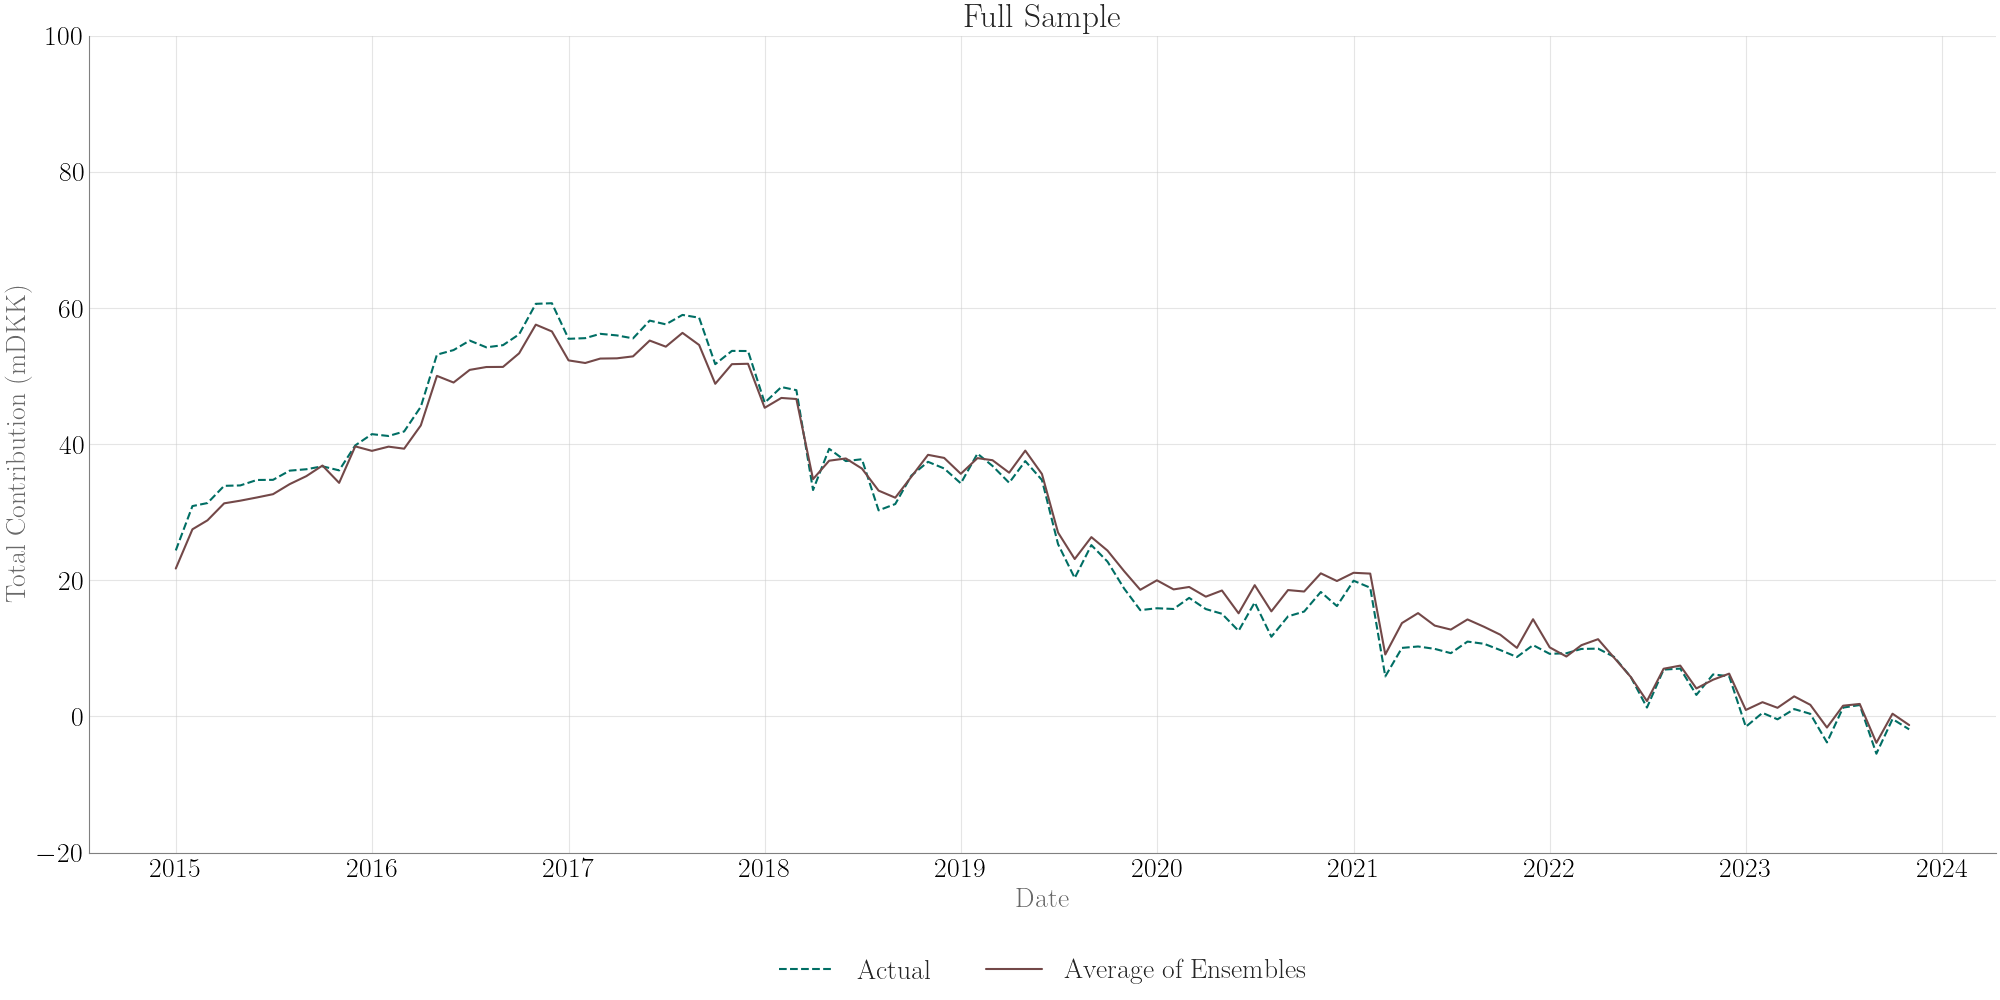 Full Sample
100
80
60
40
20
0
−20
Total Contribution (mDKK)
2015 2016 2017 2018 2019 2020 2021 2022 2023 2024
Date
Actual Average of Ensembles